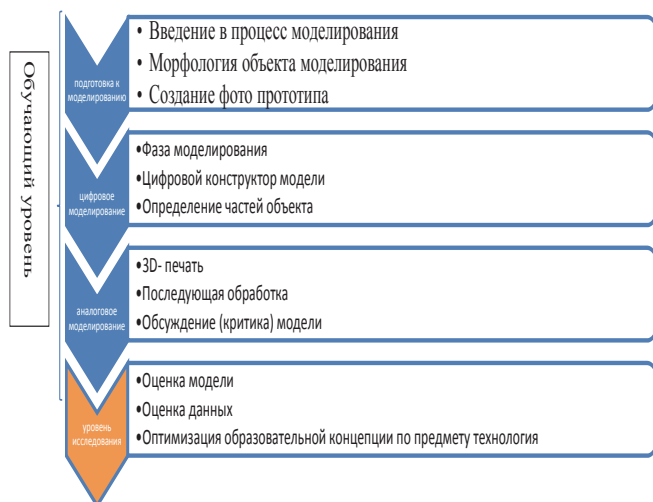 Обучающий уровень
подготовка к
моделированию
• Введение в процесс моделирования
• Морфология объекта моделирования
• Создание фото прототипа
цифровое
моделирование
•Фаза моделирования
•Цифровой конструктор модели
•Определение частей объекта
аналоговое
моделирование
•3D- печать
•Последующая обработка
•Обсуждение (критика) модели
уровень
исследования
•Оценка модели
•Оценка данных
•Оптимизация образовательной концепции по предмету технология